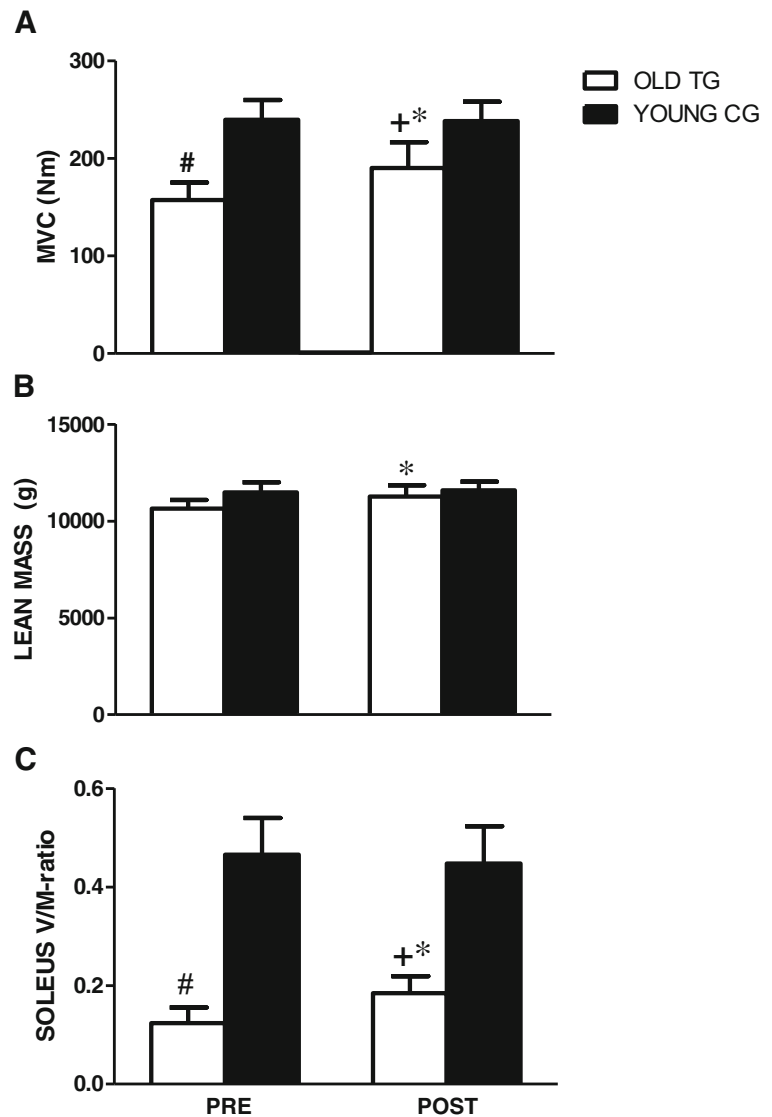 A
300
200
100
0
MVC (Nm)
#
+*
OLD TG
YOUNG CG
B
15000
10000
5000
0
LEAN MASS (g)
*
C
0.6
0.4
0.2
0.0
SOLEUS V/M-ratio
#
+*
PRE POST